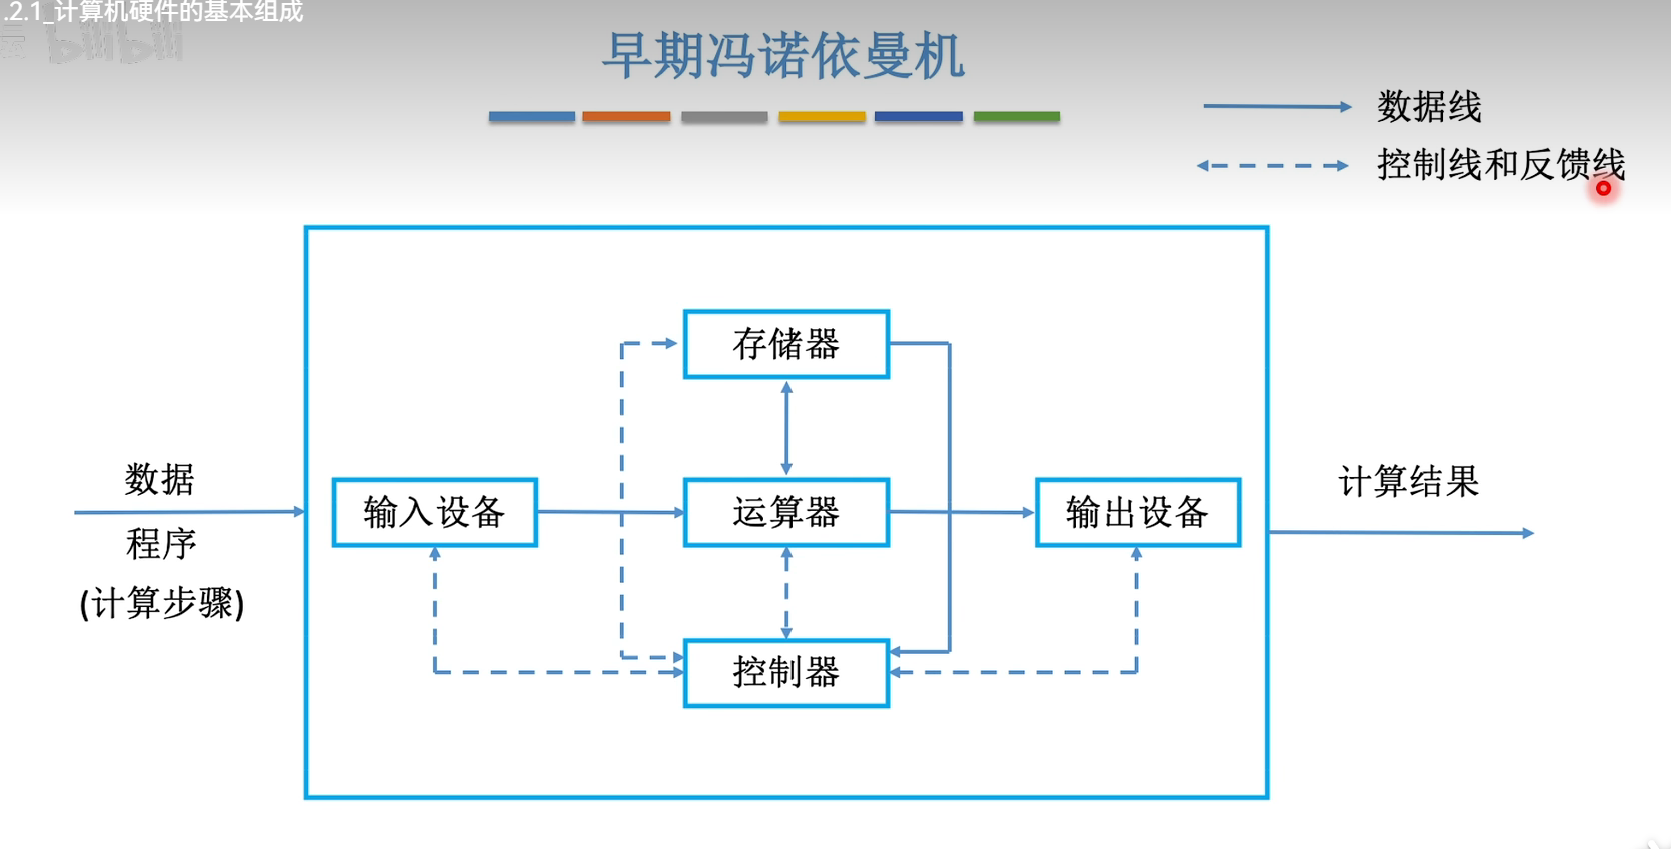 .2.1_计算机硬件的基本组成
bilibili
早期冯诺依曼机
数据线
控制线和反馈线
存储器
数据
计算结果
输入设备
运算器
输出设备
程序
(计算步骤)
控制器